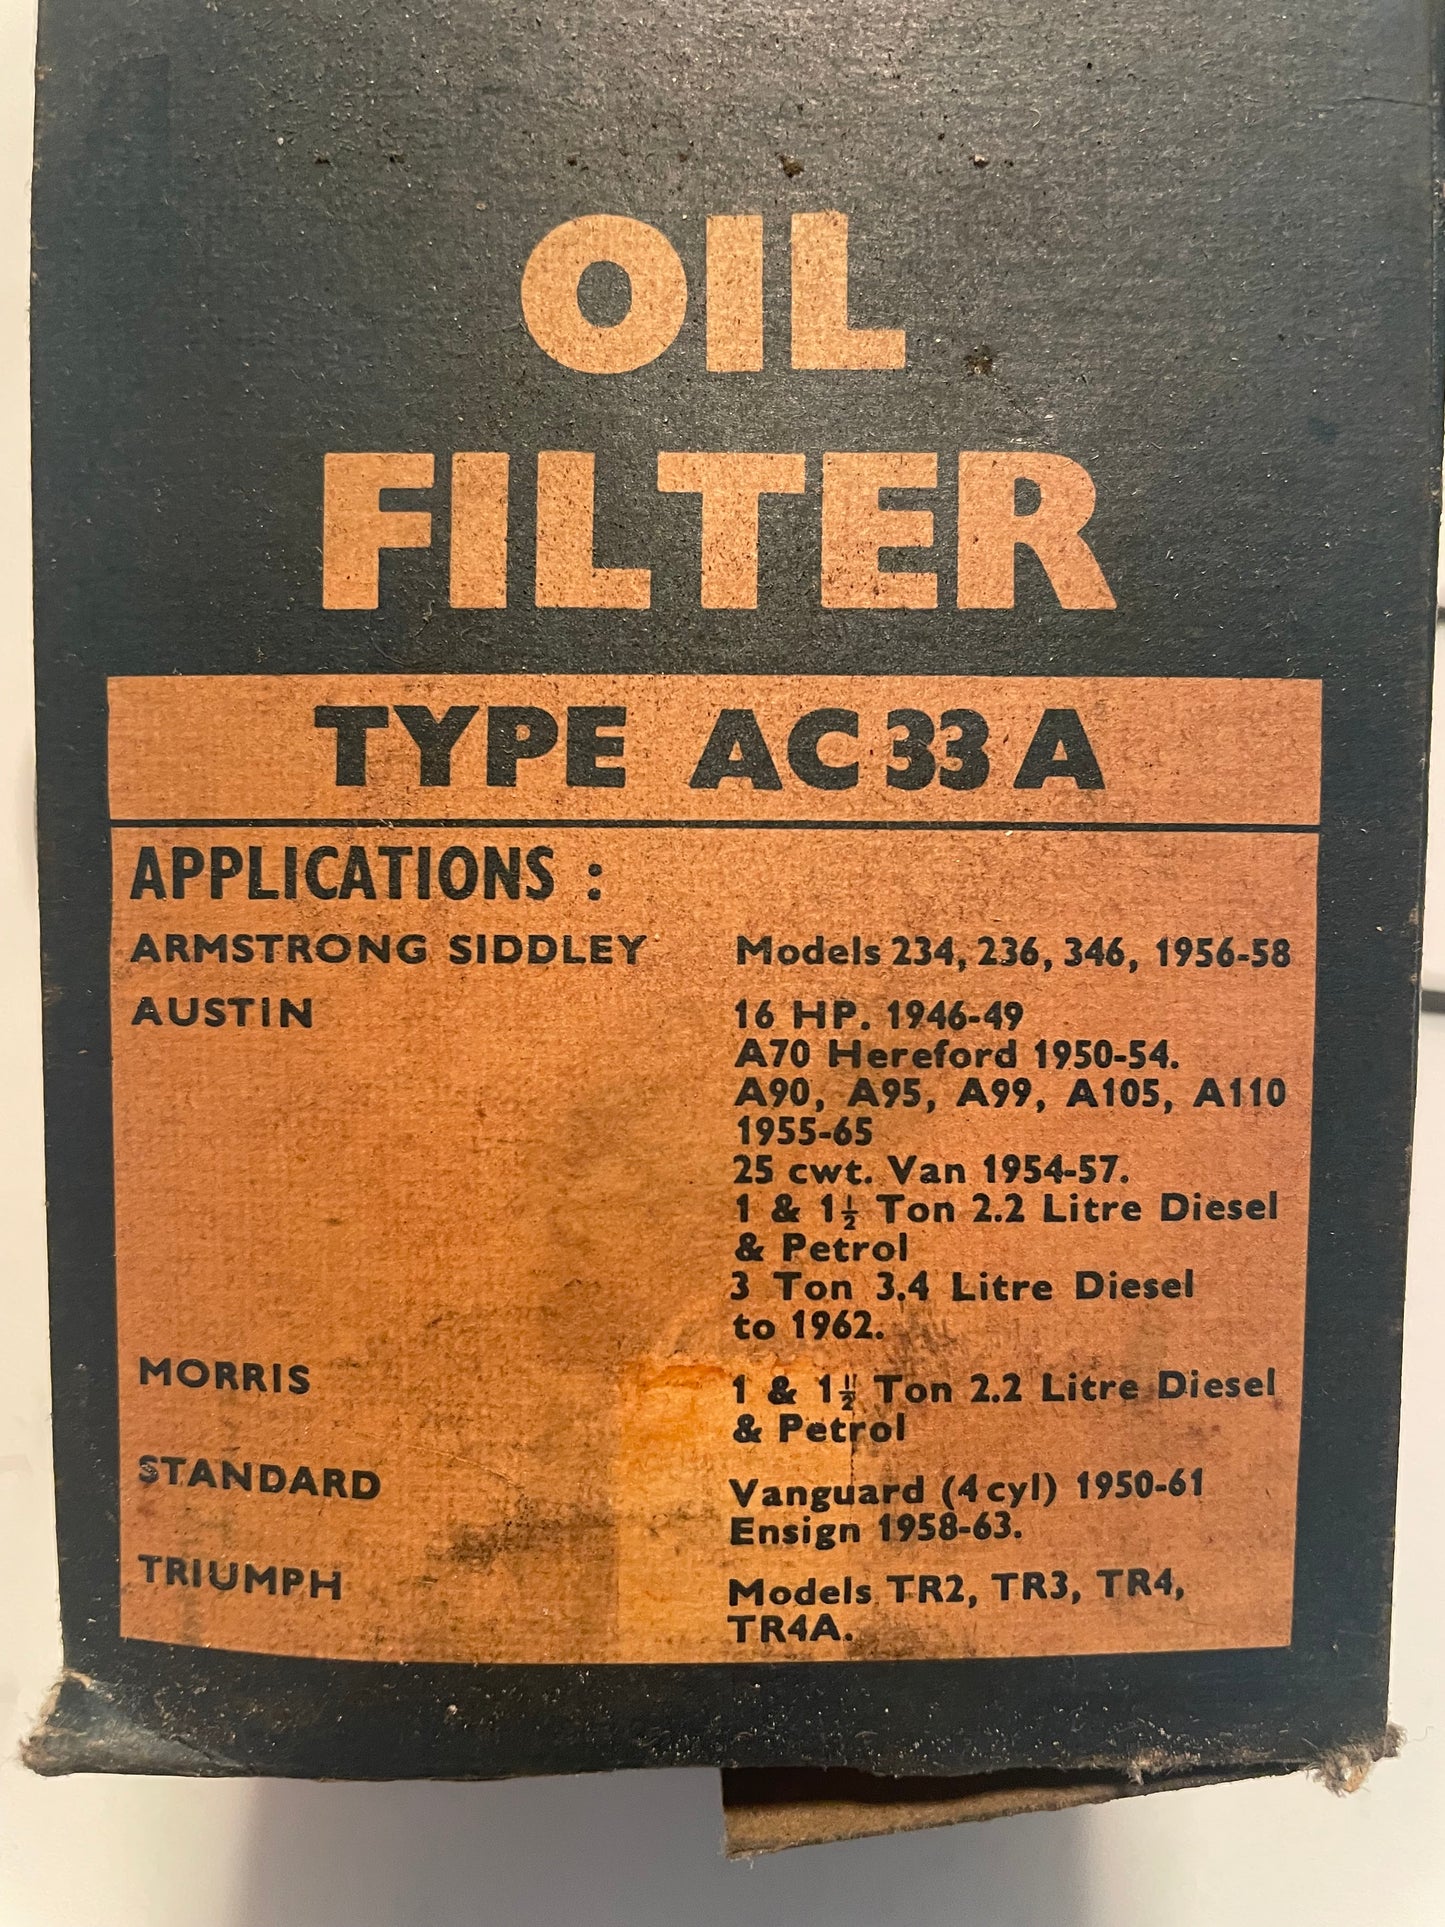 OIL
FILTER
TYPE AC33A
APPLICATIONS :
ARMSTRONG SIDDLEY Models 234, 236, 346, 1956-58
AUSTIN 16 HP. 1946-49
A70 Hereford 1950-54.
A90, A95, A99, A105, A110
1955-65
25 cwt. Van 1954-57.
1 & 1½ Ton 2.2 Litre Diesel
& Petrol
3 Ton 3.4 Litre Diesel
to 1962.
MORRIS 1 & 1½ Ton 2.2 Litre Diesel
& Petrol
STANDARD Vanguard (4 cyl) 1950-61
Ensign 1958-63.
TRIUMPH Models TR2, TR3, TR4,
TR4A.